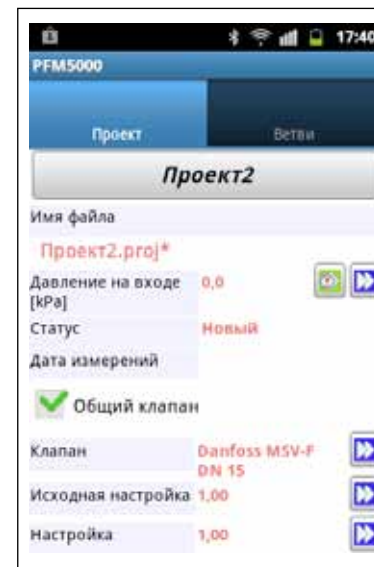 17:40
PFM5000
Проект
Ветви
Проект2
Имя файла
Проект2.proj*
Давление на входе 0,0
[kPa]
Статус Новый
Дата измерений
Общий клапан
Клапан Danfoss MSV-F
DN 15
Исходная настройка 1,00
Настройка 1,00